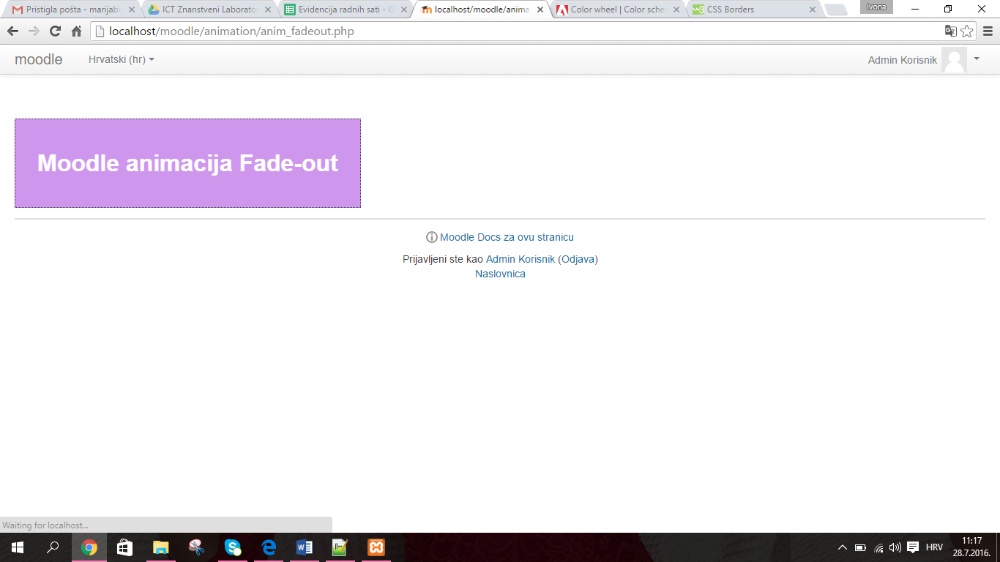 Pristigla pošta - marijabu
ICT Znanstveni Laborato
Evidencija radnih sati - G
localhost/moodle/anima
Color wheel | Color sche
CSS Borders
Ivona
localhost/moodle/animation/anim_fadeout.php
moodle
Hrvatski (hr)
Admin Korisnik
Moodle animacija Fade-out
Moodle Docs za ovu stranicu
Prijavljeni ste kao Admin Korisnik (Odjava)
Naslovnica
Waiting for localhost...
HRV
11:17
28.7.2016.